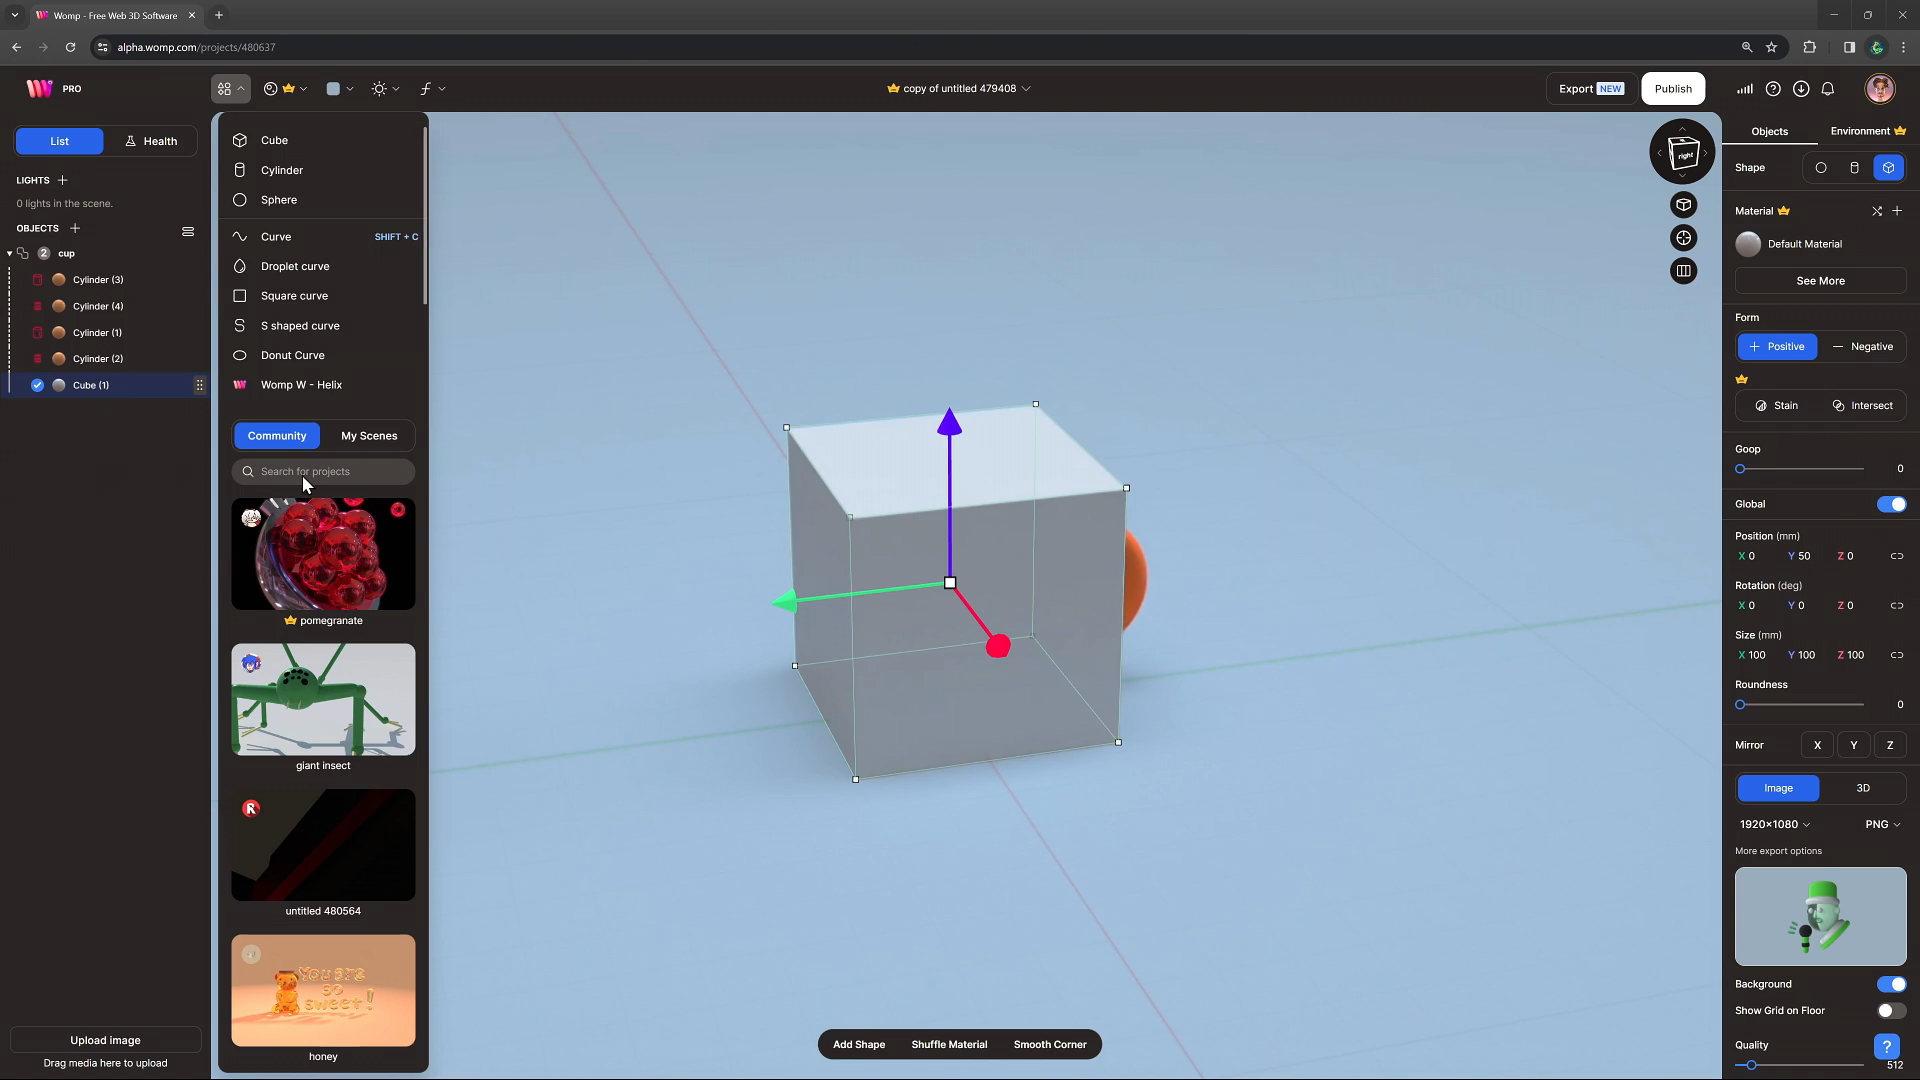 Womp - Free Web 3D Software
alpha.womp.com/projects/480637
PRO
copy of untitled 479408
Export NEW
Publish
List
Health
LIGHTS
0 lights in the scene.
OBJECTS
2 cup
Cylinder (3)
Cylinder (4)
Cylinder (1)
Cylinder (2)
Cube (1)
Upload image
Drag media here to upload
Cube
Cylinder
Sphere
Curve SHIFT + C
Droplet curve
Square curve
S shaped curve
Donut Curve
Womp W - Helix
Community
My Scenes
Search for projects
pomegranate
giant insect
R
untitled 480564
YOU are
so
sweet!
honey
right
Add Shape
Shuffle Material
Smooth Corner
Objects
Environment
Shape
Material
Default Material
See More
Form
Positive
Negative
Stain
Intersect
Goop
0
Global
Position (mm)
X 0 Y 50 Z 0
Rotation (deg)
X 0 Y 0 Z 0
Size (mm)
X 100 Y 100 Z 100
Roundness
0
Mirror X Y Z
Image
3D
1920×1080
PNG
More export options
Background
Show Grid on Floor
Quality
?
512